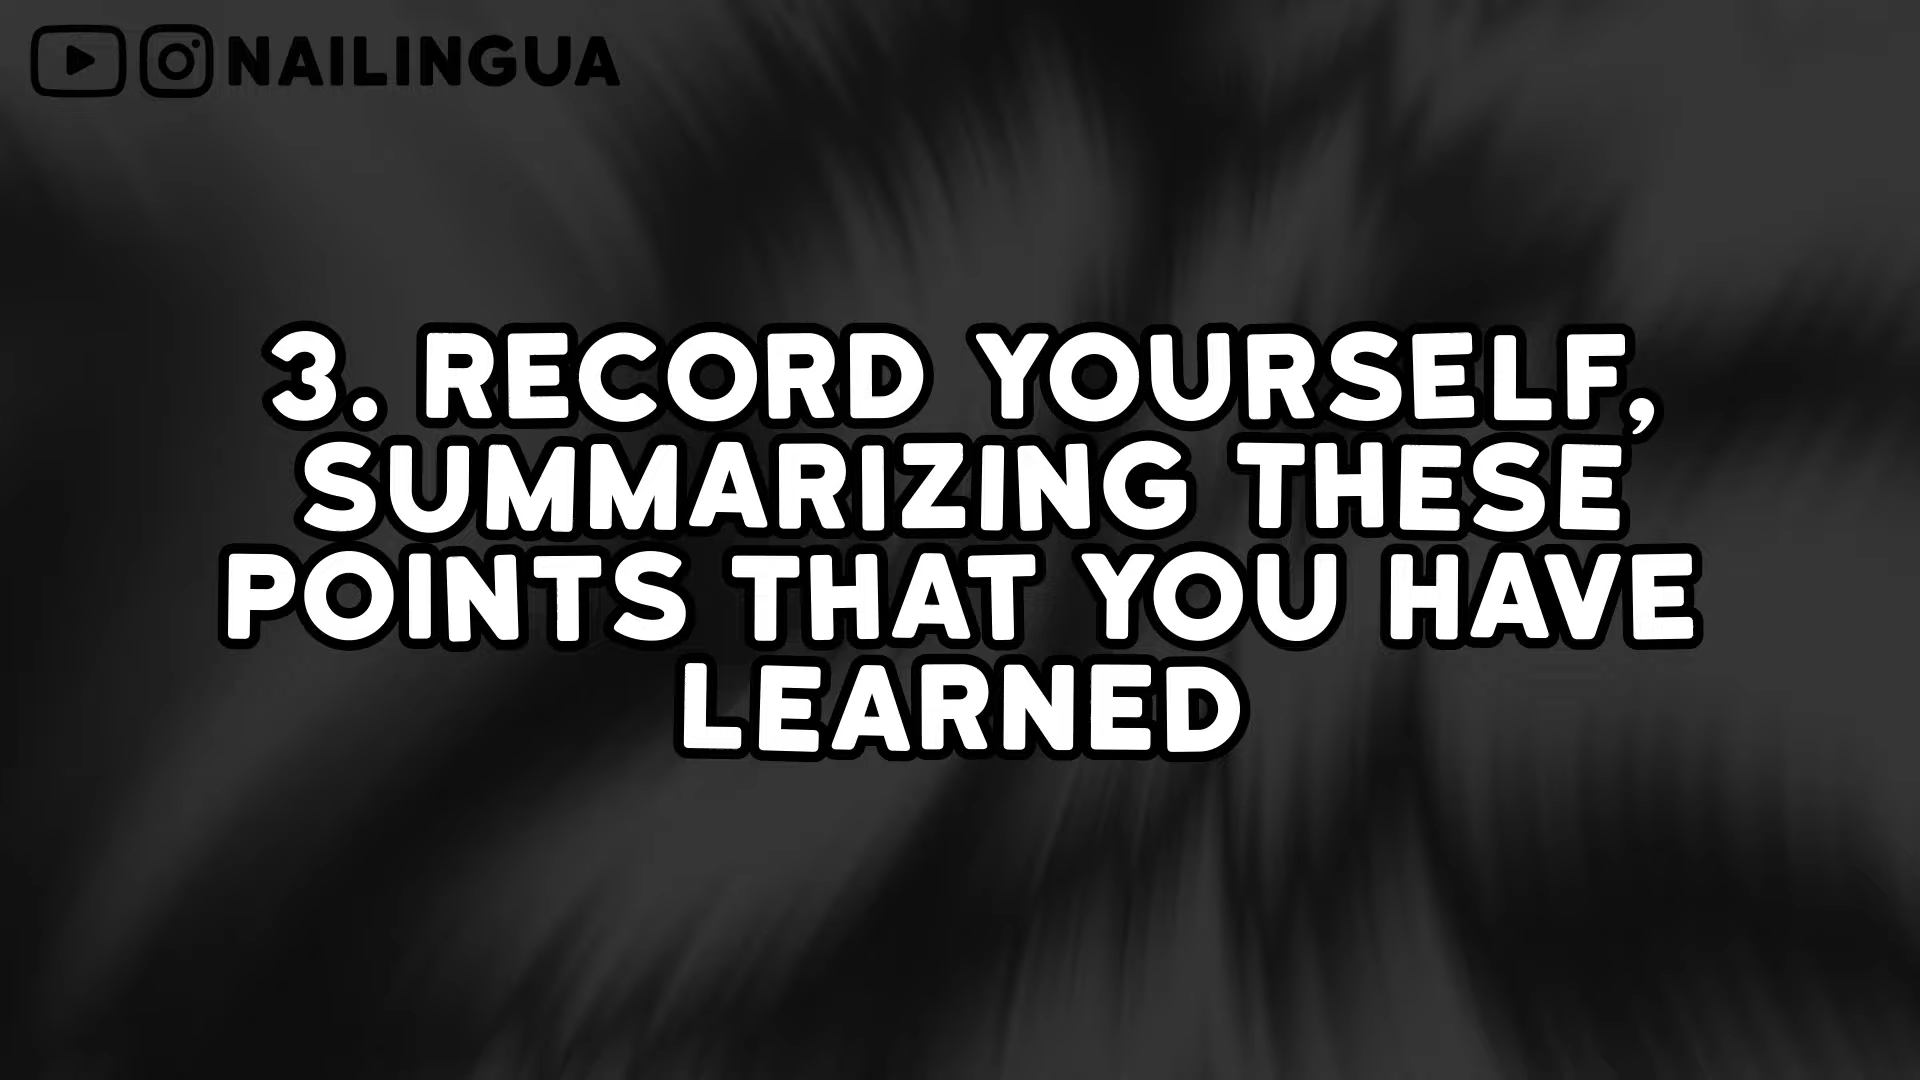 NAILINGUA
3. RECORD YOURSELF,
SUMMARIZING THESE
POINTS THAT YOU HAVE
LEARNED